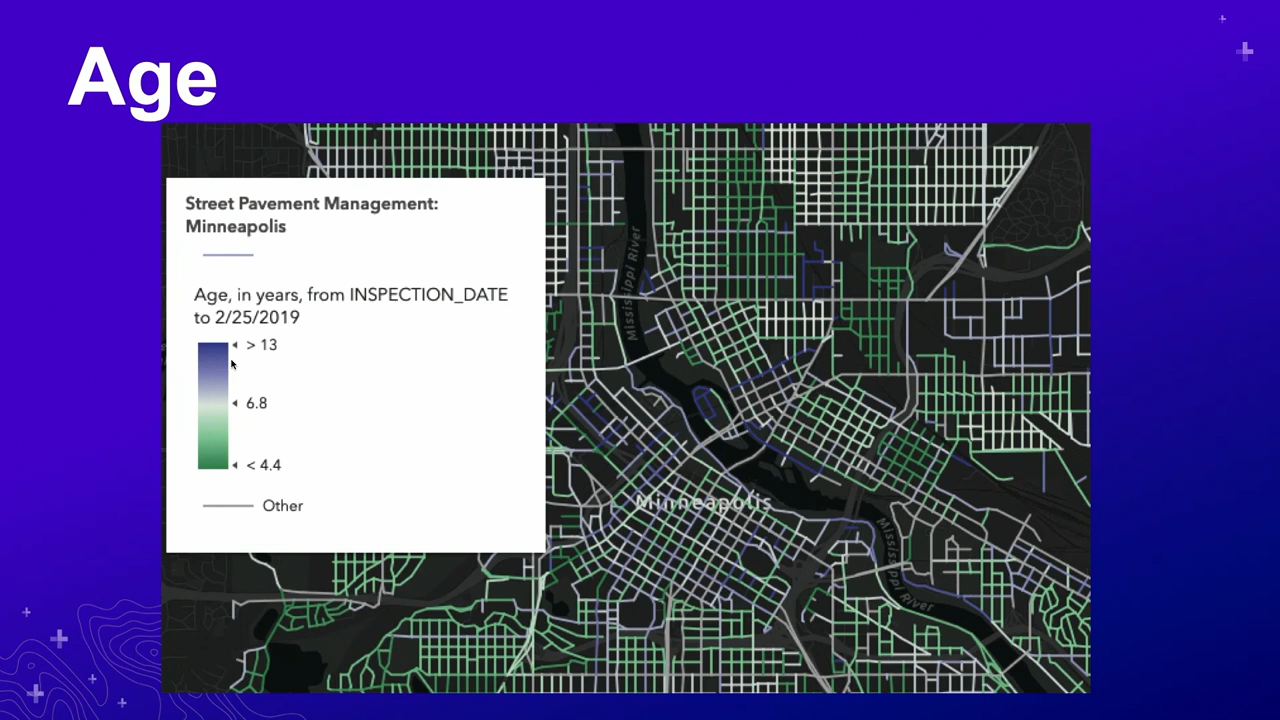 Age
Street Pavement Management:
Minneapolis
Age, in years, from INSPECTION_DATE
to 2/25/2019
> 13
6.8
< 4.4
Other
Mississippi River
Minneapolis
Mississippi River